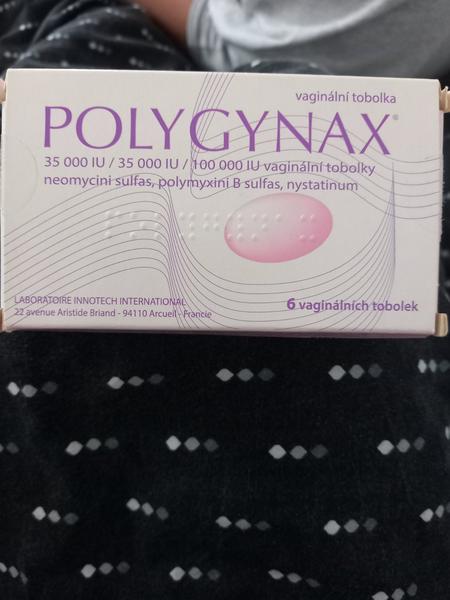 vaginální tobolka
POLYGYNAX®
35 000 IU / 35 000 IU / 100 000 IU vaginální tobolky
neomycini sulfas, polymyxini B sulfas, nystatinum
LABORATOIRE INNOTECH INTERNATIONAL
22 avenue Aristide Briand - 94110 Arcueil - Francie
6 vaginálních tobolek